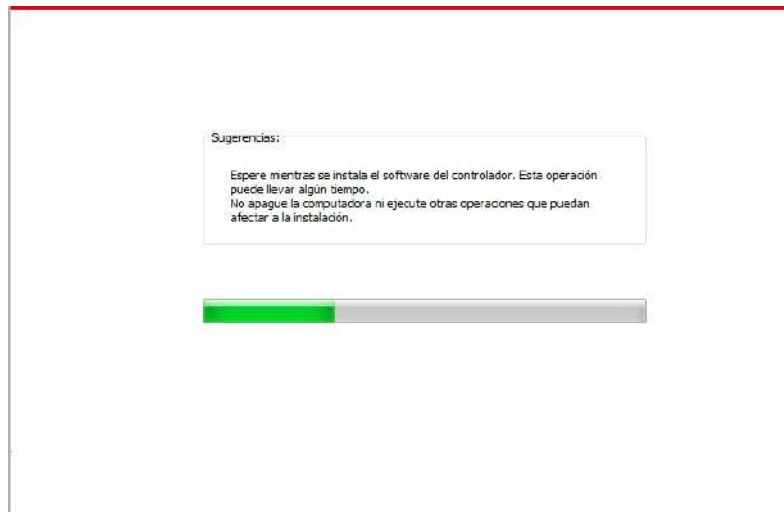 Sugerencias:
Espere mientras se instala el software del controlador. Esta operación
puede llevar algún tiempo.
No apague la computadora ni ejecute otras operaciones que puedan
afectar a la instalación.